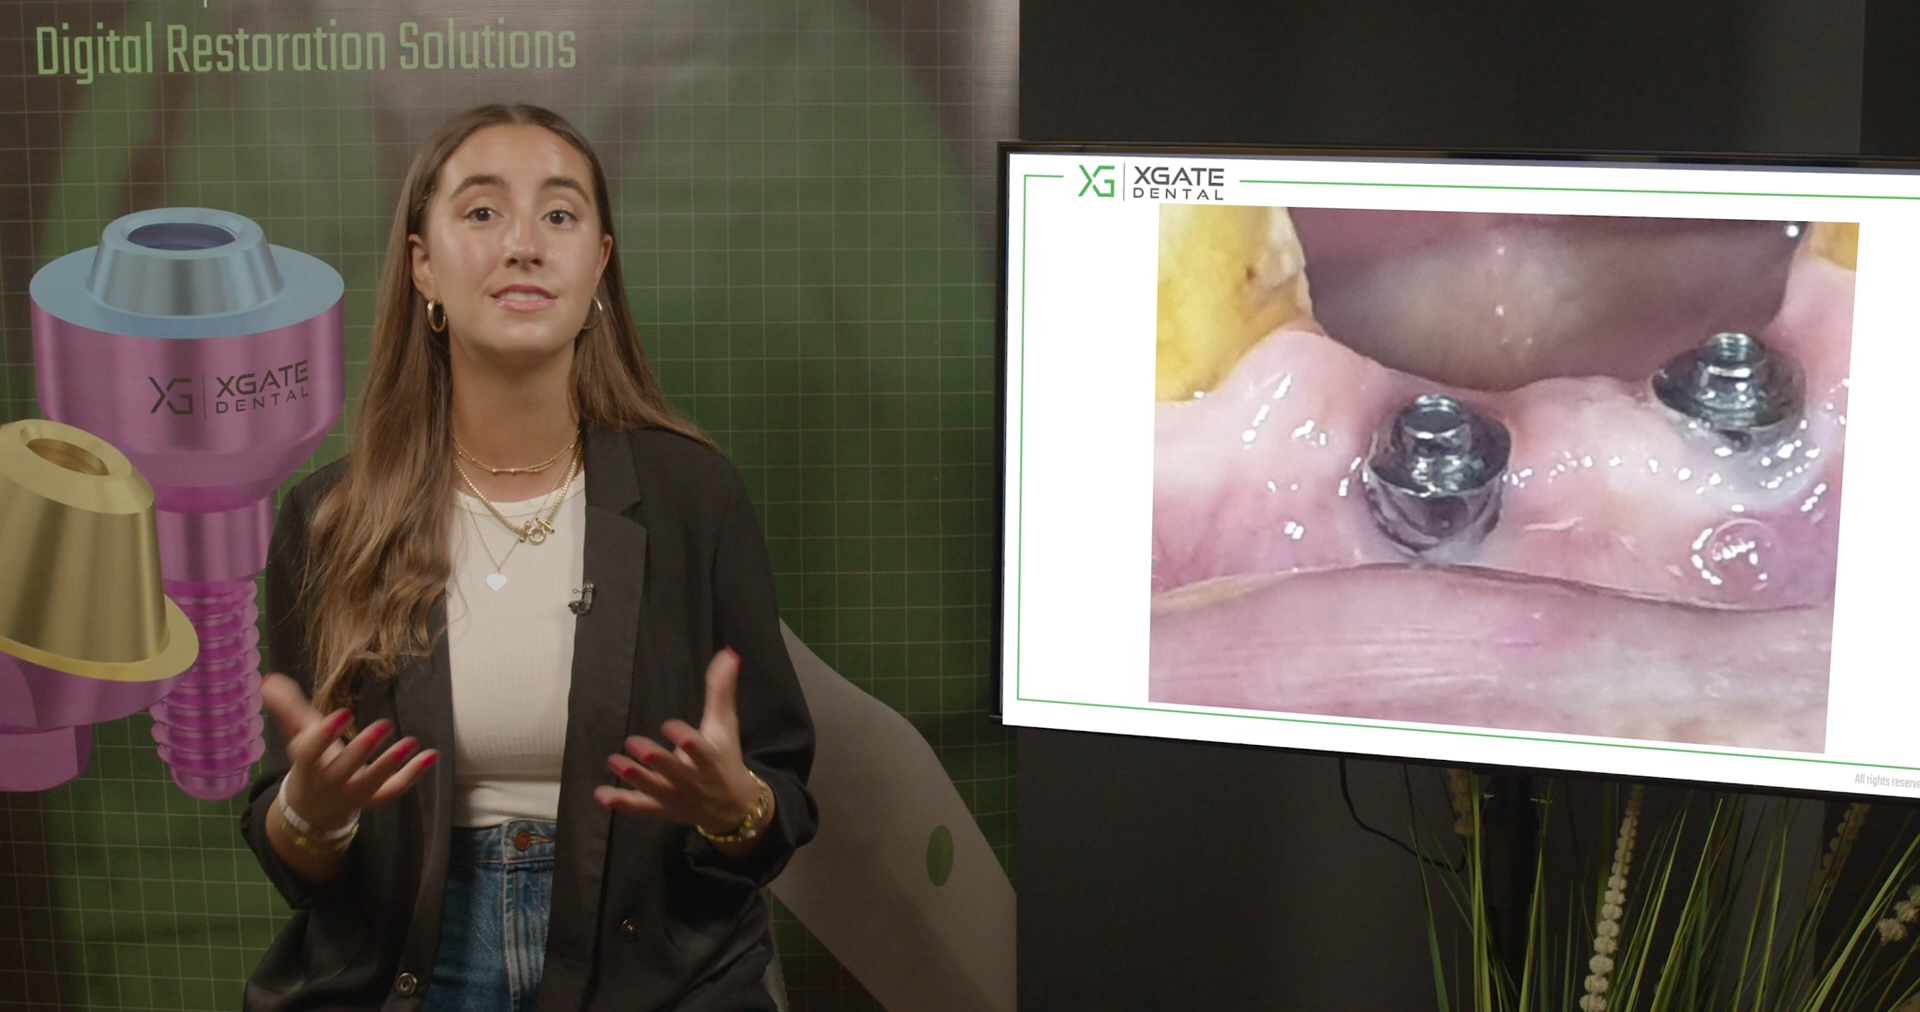 Digital Restoration Solutions
XG XGATE
DENTAL
XG XGATE
DENTAL
All rights reserve